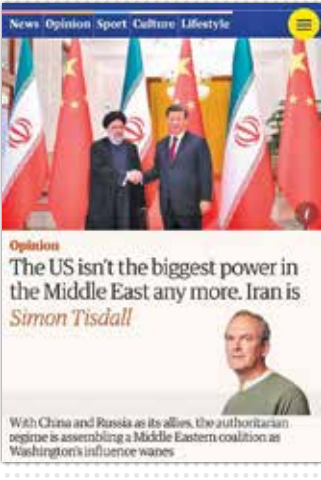 News Opinion Sport Culture Lifestyle
Opinion
The US isn't the biggest power in
the Middle East any more. Iran is
Simon Tisdall
With China and Russia as its allies, the authoritarian
regime is assembling a Middle Eastern coalition as
Washington's influence wanes